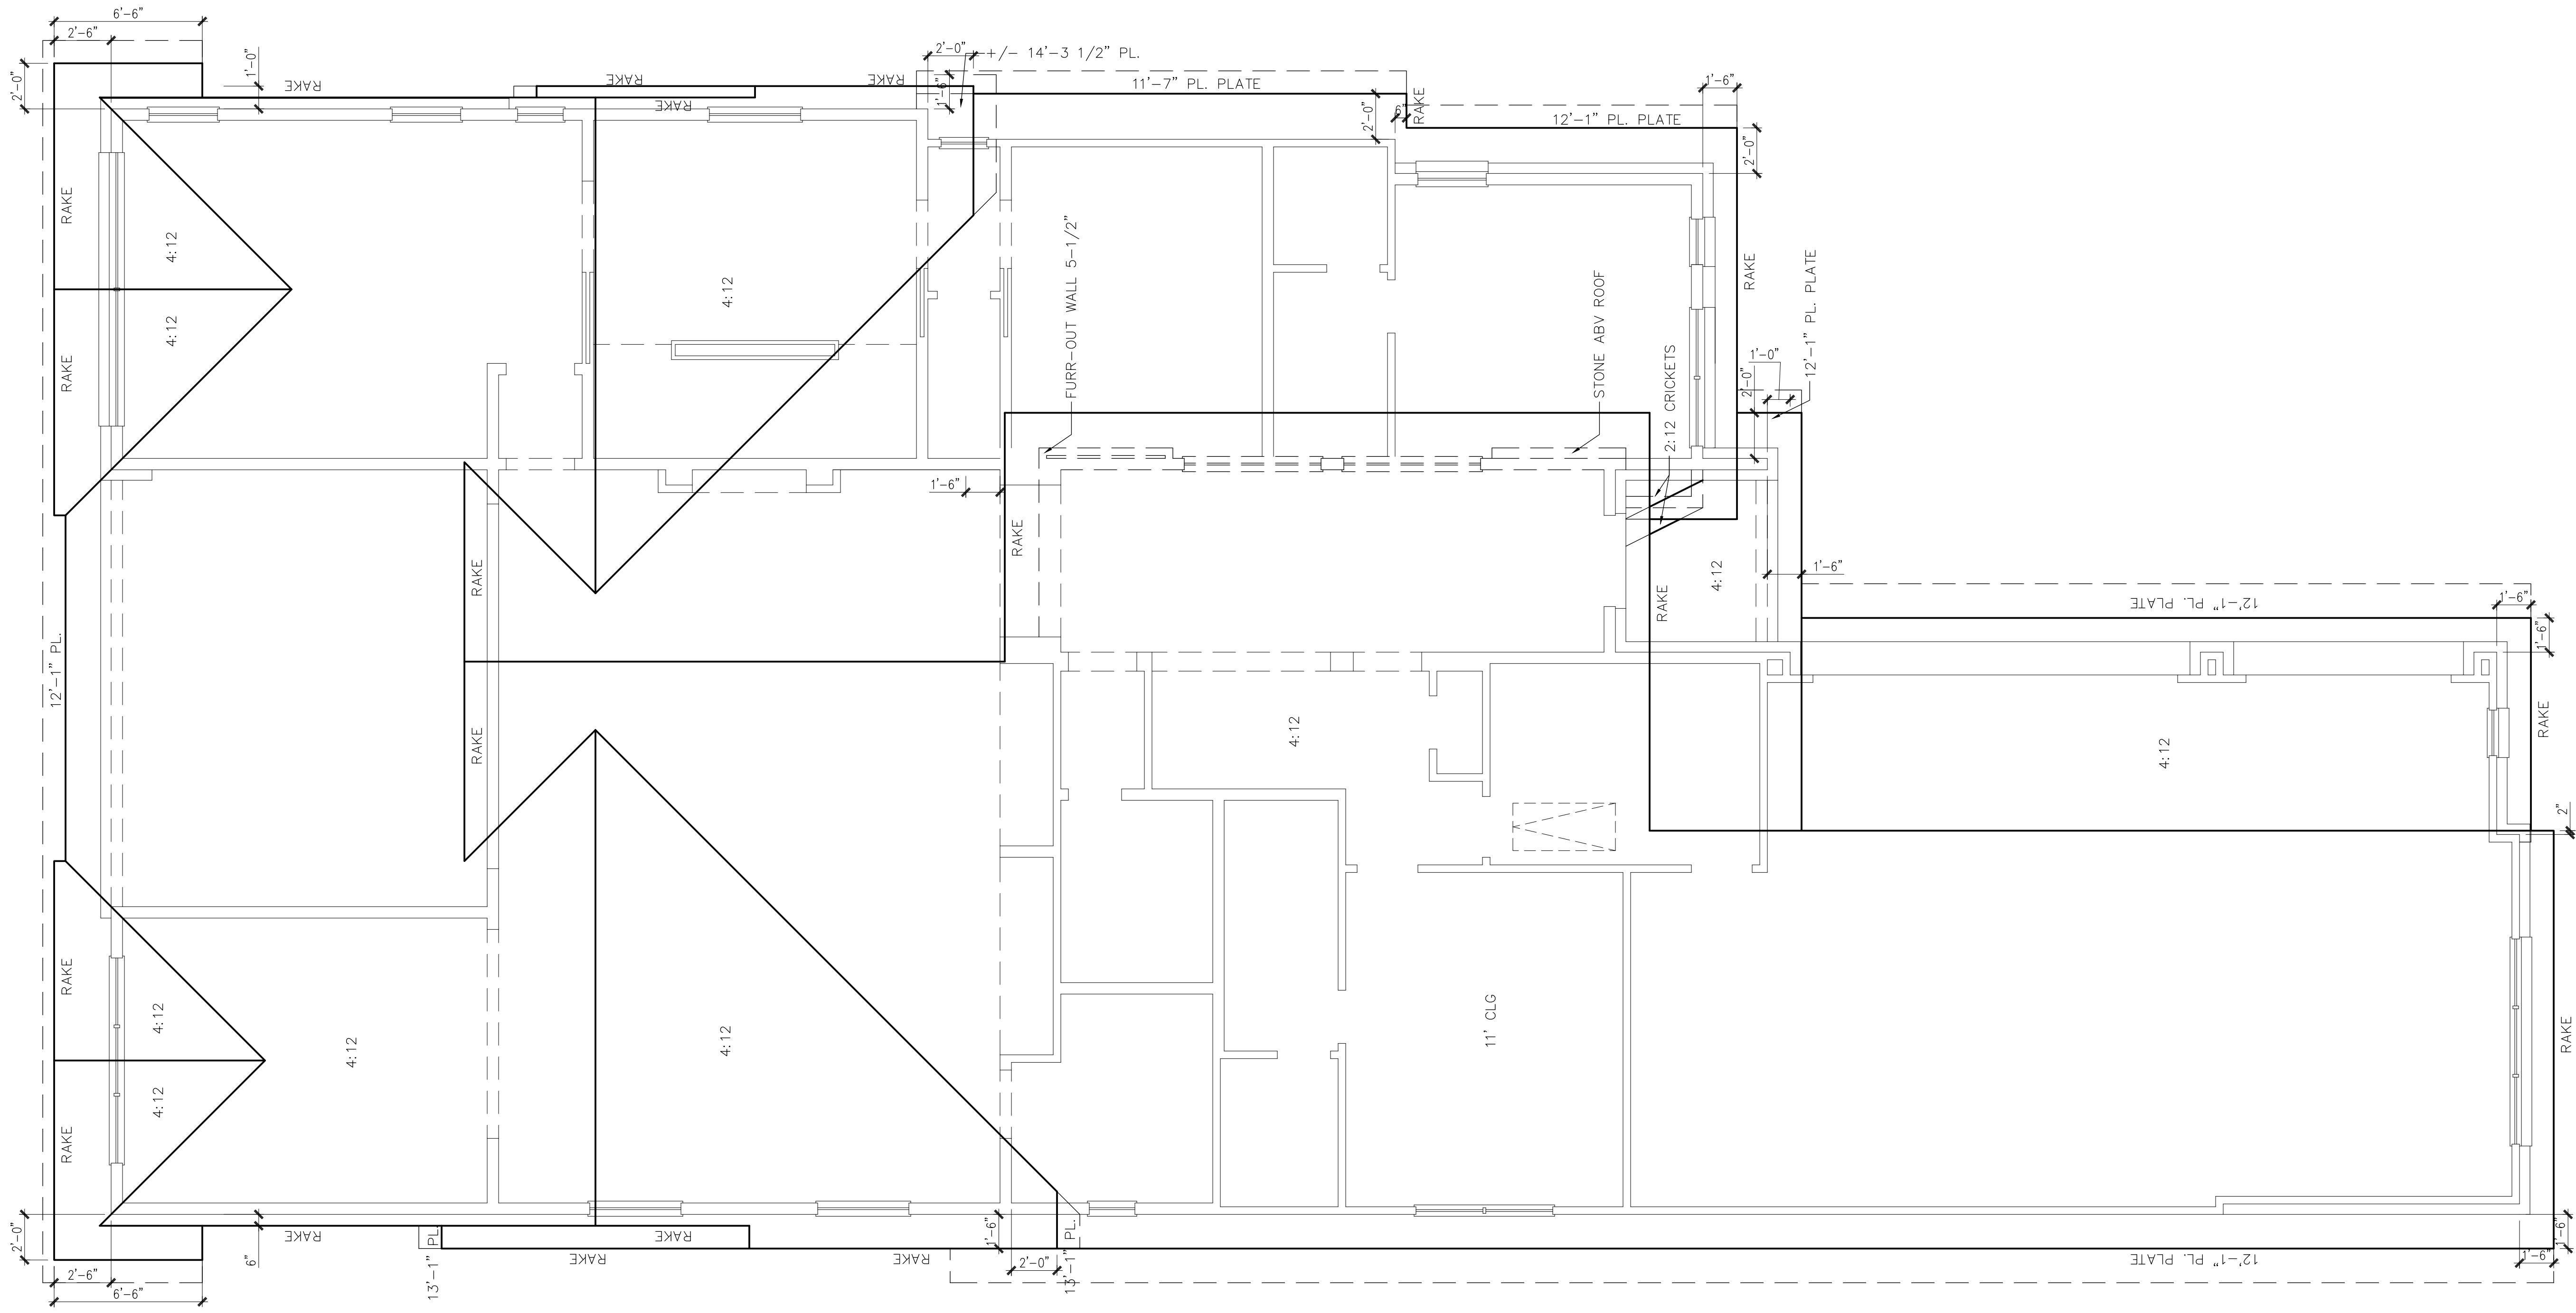 6'-6"
2'-6"
2'-0"
1'-0"
RAKE
RAKE
RAKE
RAKE
2'-0"
+/- 14'-3 1/2" PL.
1'-6"
11'-7" PL. PLATE
2'-0"
6"
RAKE
1'-6"
12'-1" PL. PLATE
2'-0"
RAKE
4:12
4:12
RAKE
4:12
FURR-OUT WALL 5-1/2"
STONE ABV ROOF
2:12 CRICKETS
RAKE
12'-1" PL. PLATE
1'-0"
2'-0"
1'-6"
RAKE
RAKE
12'-1" PL.
RAKE
RAKE
4:12
1'-6"
12'-1" PL. PLATE
1'-6"
1'-6"
RAKE
4:12
4:12
2"
RAKE
4:12
4:12
RAKE
4:12
4:12
11' CLG
RAKE
2'-0"
6"
RAKE
13'-1" PL.
RAKE
RAKE
RAKE
1'-6"
2'-0"
13'-1" PL.
12'-1" PL. PLATE
1'-6"
1'-6"
2'-6"
6'-6"